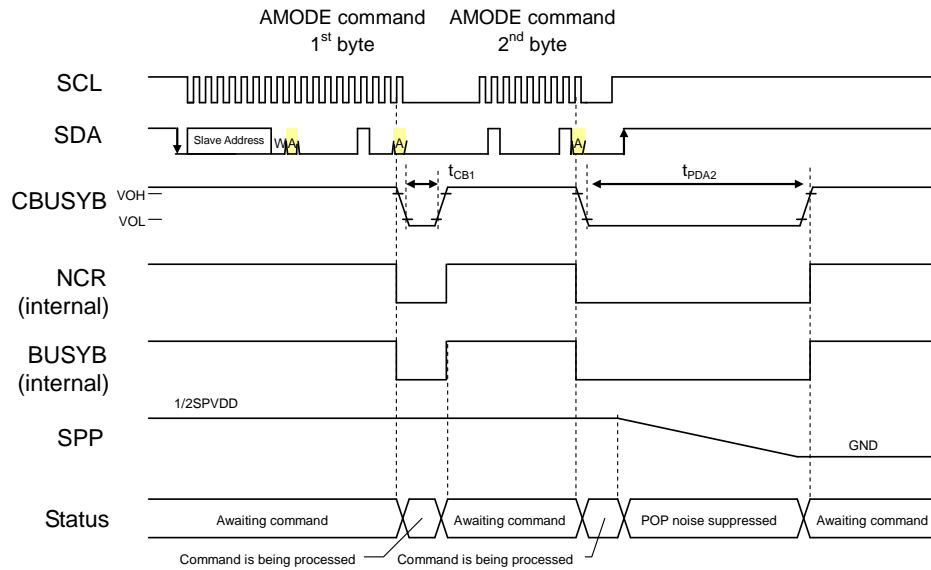 AMODE command
1st byte
AMODE command
2nd byte
SCL
SDA
Slave Address
W
A
A
A
tCB1
tPDA2
CBUSYB
VOH
VOL
NCR
(internal)
BUSYB
(internal)
1/2SPVDD
SPP
GND
Status
Awaiting command
Awaiting command
POP noise suppressed
Awaiting command
Command is being processed
Command is being processed